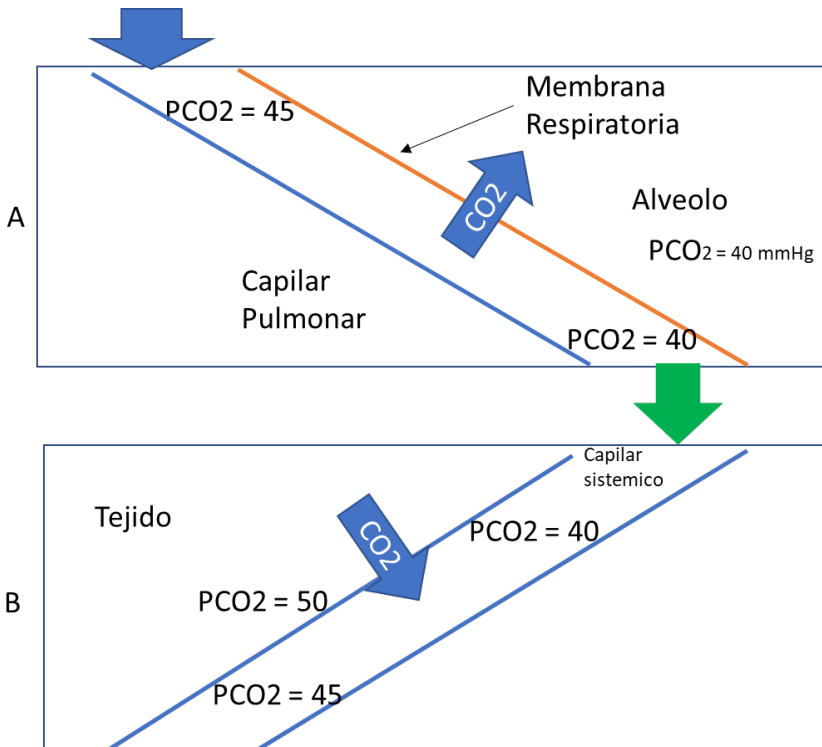 PCO2 = 45
Membrana
Respiratoria
CO2
Alveolo
A
PCO2 = 40 mmHg
Capilar
Pulmonar
PCO2 = 40
Capilar
sistemico
Tejido
CO2
PCO2 = 40
PCO2 = 50
B
PCO2 = 45